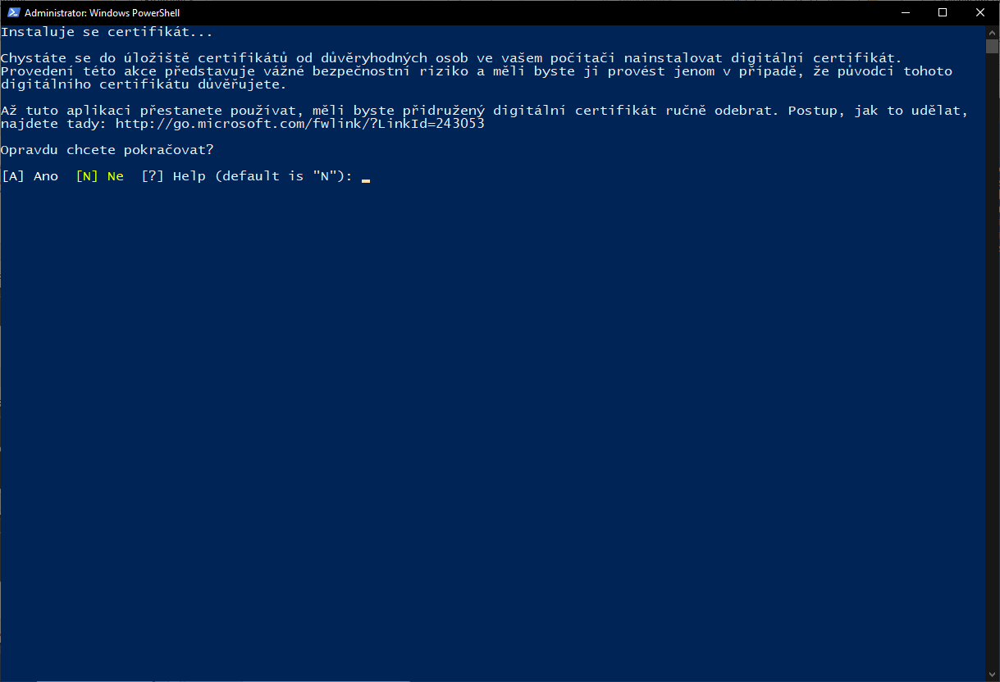 Administrator: Windows PowerShell
Instaluje se certifikát...
Chystáte se do úložiště certifikátů od důvěryhodných osob ve vašem počítači nainstalovat digitální certifikát.
Provedení této akce představuje vážné bezpečnostní riziko a měli byste ji provést jenom v případě, že původci tohoto
digitálního certifikátu důvěřujete.
Až tuto aplikaci přestanete používat, měli byste přidružený digitální certifikát ručně odebrat. Postup, jak to udělat,
najdete tady: http://go.microsoft.com/fwlink/?LinkId=243053
Opravdu chcete pokračovat?
[A] Ano  [N] Ne  [?] Help (default is "N"):